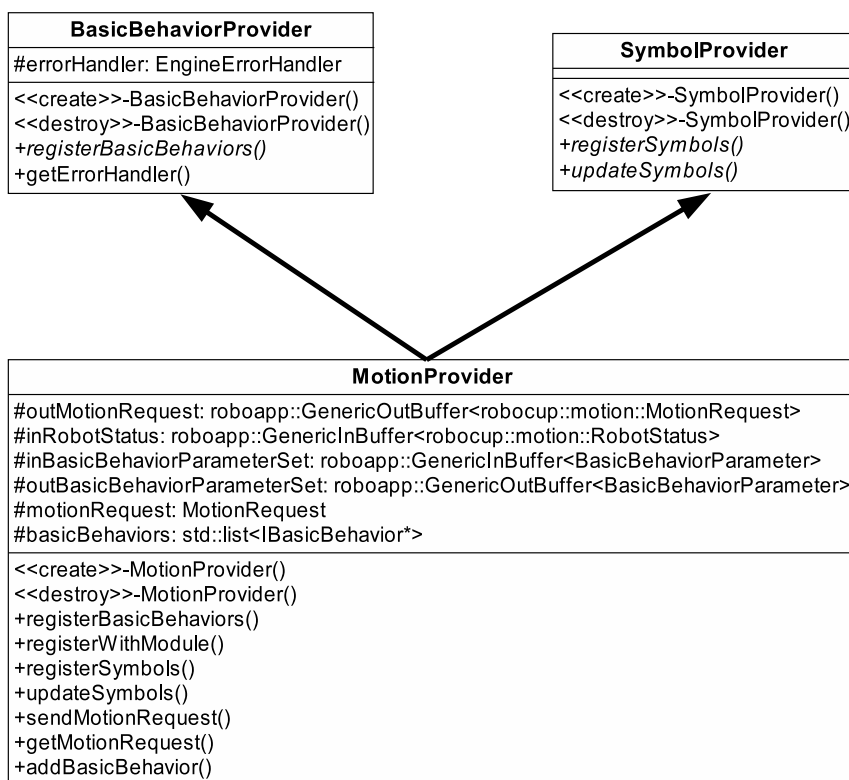 BasicBehaviorProvider
#errorHandler: EngineErrorHandler
<<create>>-BasicBehaviorProvider()
<<destroy>>-BasicBehaviorProvider()
+registerBasicBehaviors()
+getErrorHandler()
SymbolProvider
<<create>>-SymbolProvider()
<<destroy>>-SymbolProvider()
+registerSymbols()
+updateSymbols()
MotionProvider
#outMotionRequest: roboapp::GenericOutBuffer<robocup::motion::MotionRequest>
#inRobotStatus: roboapp::GenericInBuffer<robocup::motion::RobotStatus>
#inBasicBehaviorParameterSet: roboapp::GenericInBuffer<BasicBehaviorParameter>
#outBasicBehaviorParameterSet: roboapp::GenericOutBuffer<BasicBehaviorParameter>
#motionRequest: MotionRequest
#basicBehaviors: std::list<IBasicBehavior*>
<<create>>-MotionProvider()
<<destroy>>-MotionProvider()
+registerBasicBehaviors()
+registerWithModule()
+registerSymbols()
+updateSymbols()
+sendMotionRequest()
+getMotionRequest()
+addBasicBehavior()